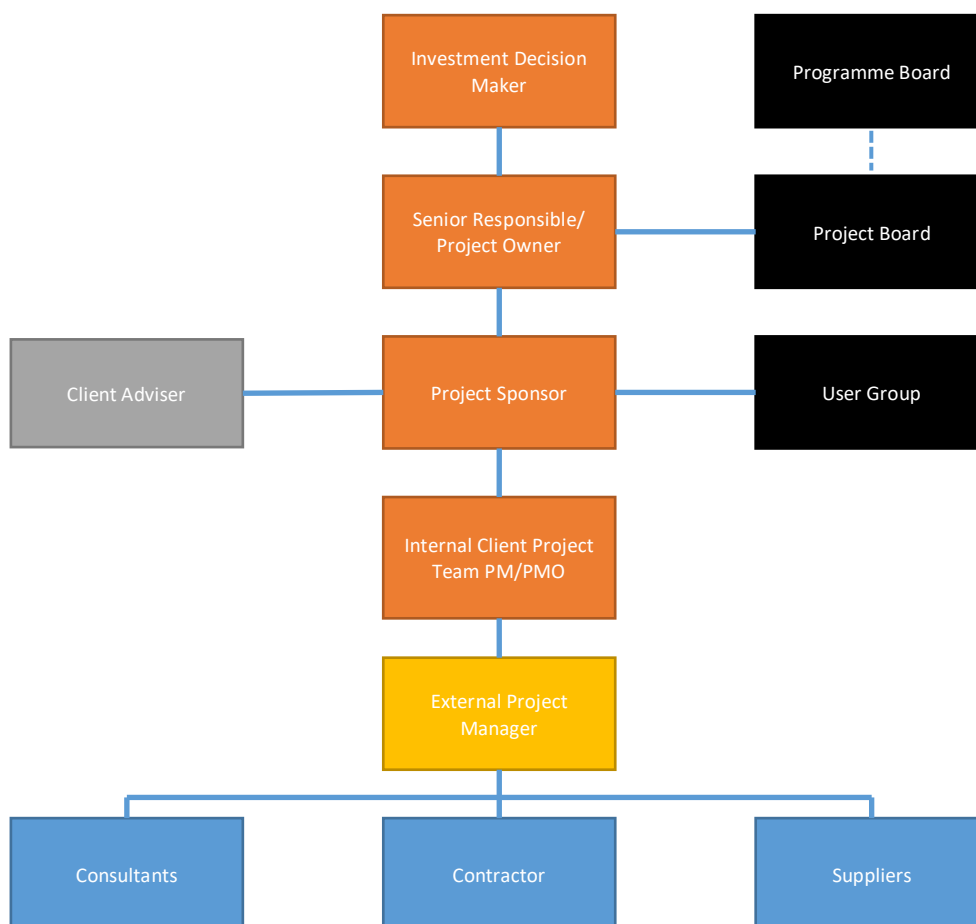 Investment Decision
Maker
Programme Board
Senior Responsible/
Project Owner
Project Board
Client Adviser
Project Sponsor
User Group
Internal Client Project
Team PM/PMO
External Project
Manager
Consultants
Contractor
Suppliers